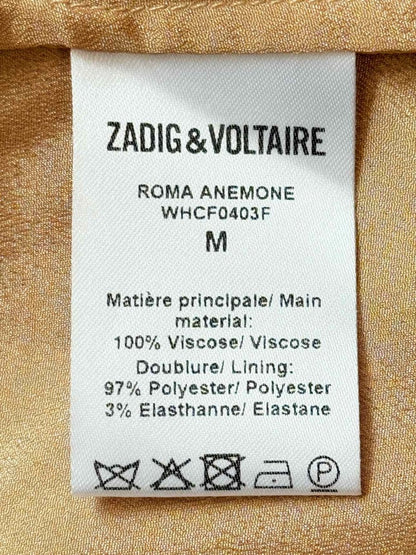 ZADIG&VOLTAIRE
ROMA ANEMONE
WHCF0403F
M
Matière principale/ Main
material:
100% Viscose/ Viscose
Doublure/ Lining:
97% Polyester/ Polyester
3% Elasthanne/ Elastane
P